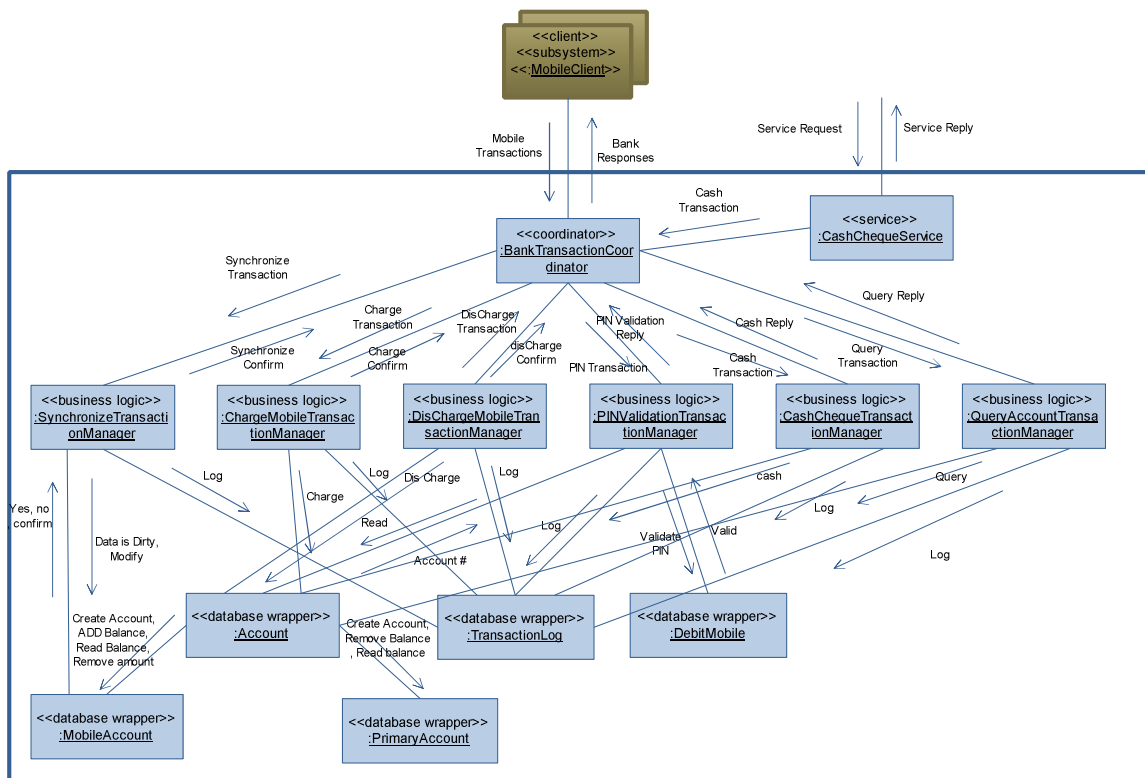 <<client>>
<<subsystem>>
<<:MobileClient>>
Mobile
Transactions
Bank
Responses
Service Request
Service Reply
Cash
Transaction
<<service>>
:CashChequeService
<<coordinator>>
:BankTransactionCoor
dinator
Synchronize
Transaction
Charge
Transaction
DisCharge
Transaction
PIN Validation
Reply
Cash Reply
Query Reply
Synchronize
Confirm
Charge
Confirm
disCharge
Confirm
PIN Transaction
Cash
Transaction
Query
Transaction
<<business logic>>
:SynchronizeTransacti
onManager
<<business logic>>
:ChargeMobileTransac
tionManager
<<business logic>>
:DisChargeMobileTran
sactionManager
<<business logic>>
:PINValidationTransac
tionManager
<<business logic>>
:CashChequeTransact
ionManager
<<business logic>>
:QueryAccountTransa
ctionManager
Log
Log
Dis Charge
Log
cash
Query
Yes, no
, confirm
Charge
Read
Log
Validate
PIN
Valid
Log
Data is Dirty,
Modify
Account #
Log
Create Account,
ADD Balance,
Read Balance,
Remove amount
<<database wrapper>>
:Account
Create Account,
Remove Balance
, Read balance
<<database wrapper>>
:TransactionLog
<<database wrapper>>
:DebitMobile
<<database wrapper>>
:MobileAccount
<<database wrapper>>
:PrimaryAccount